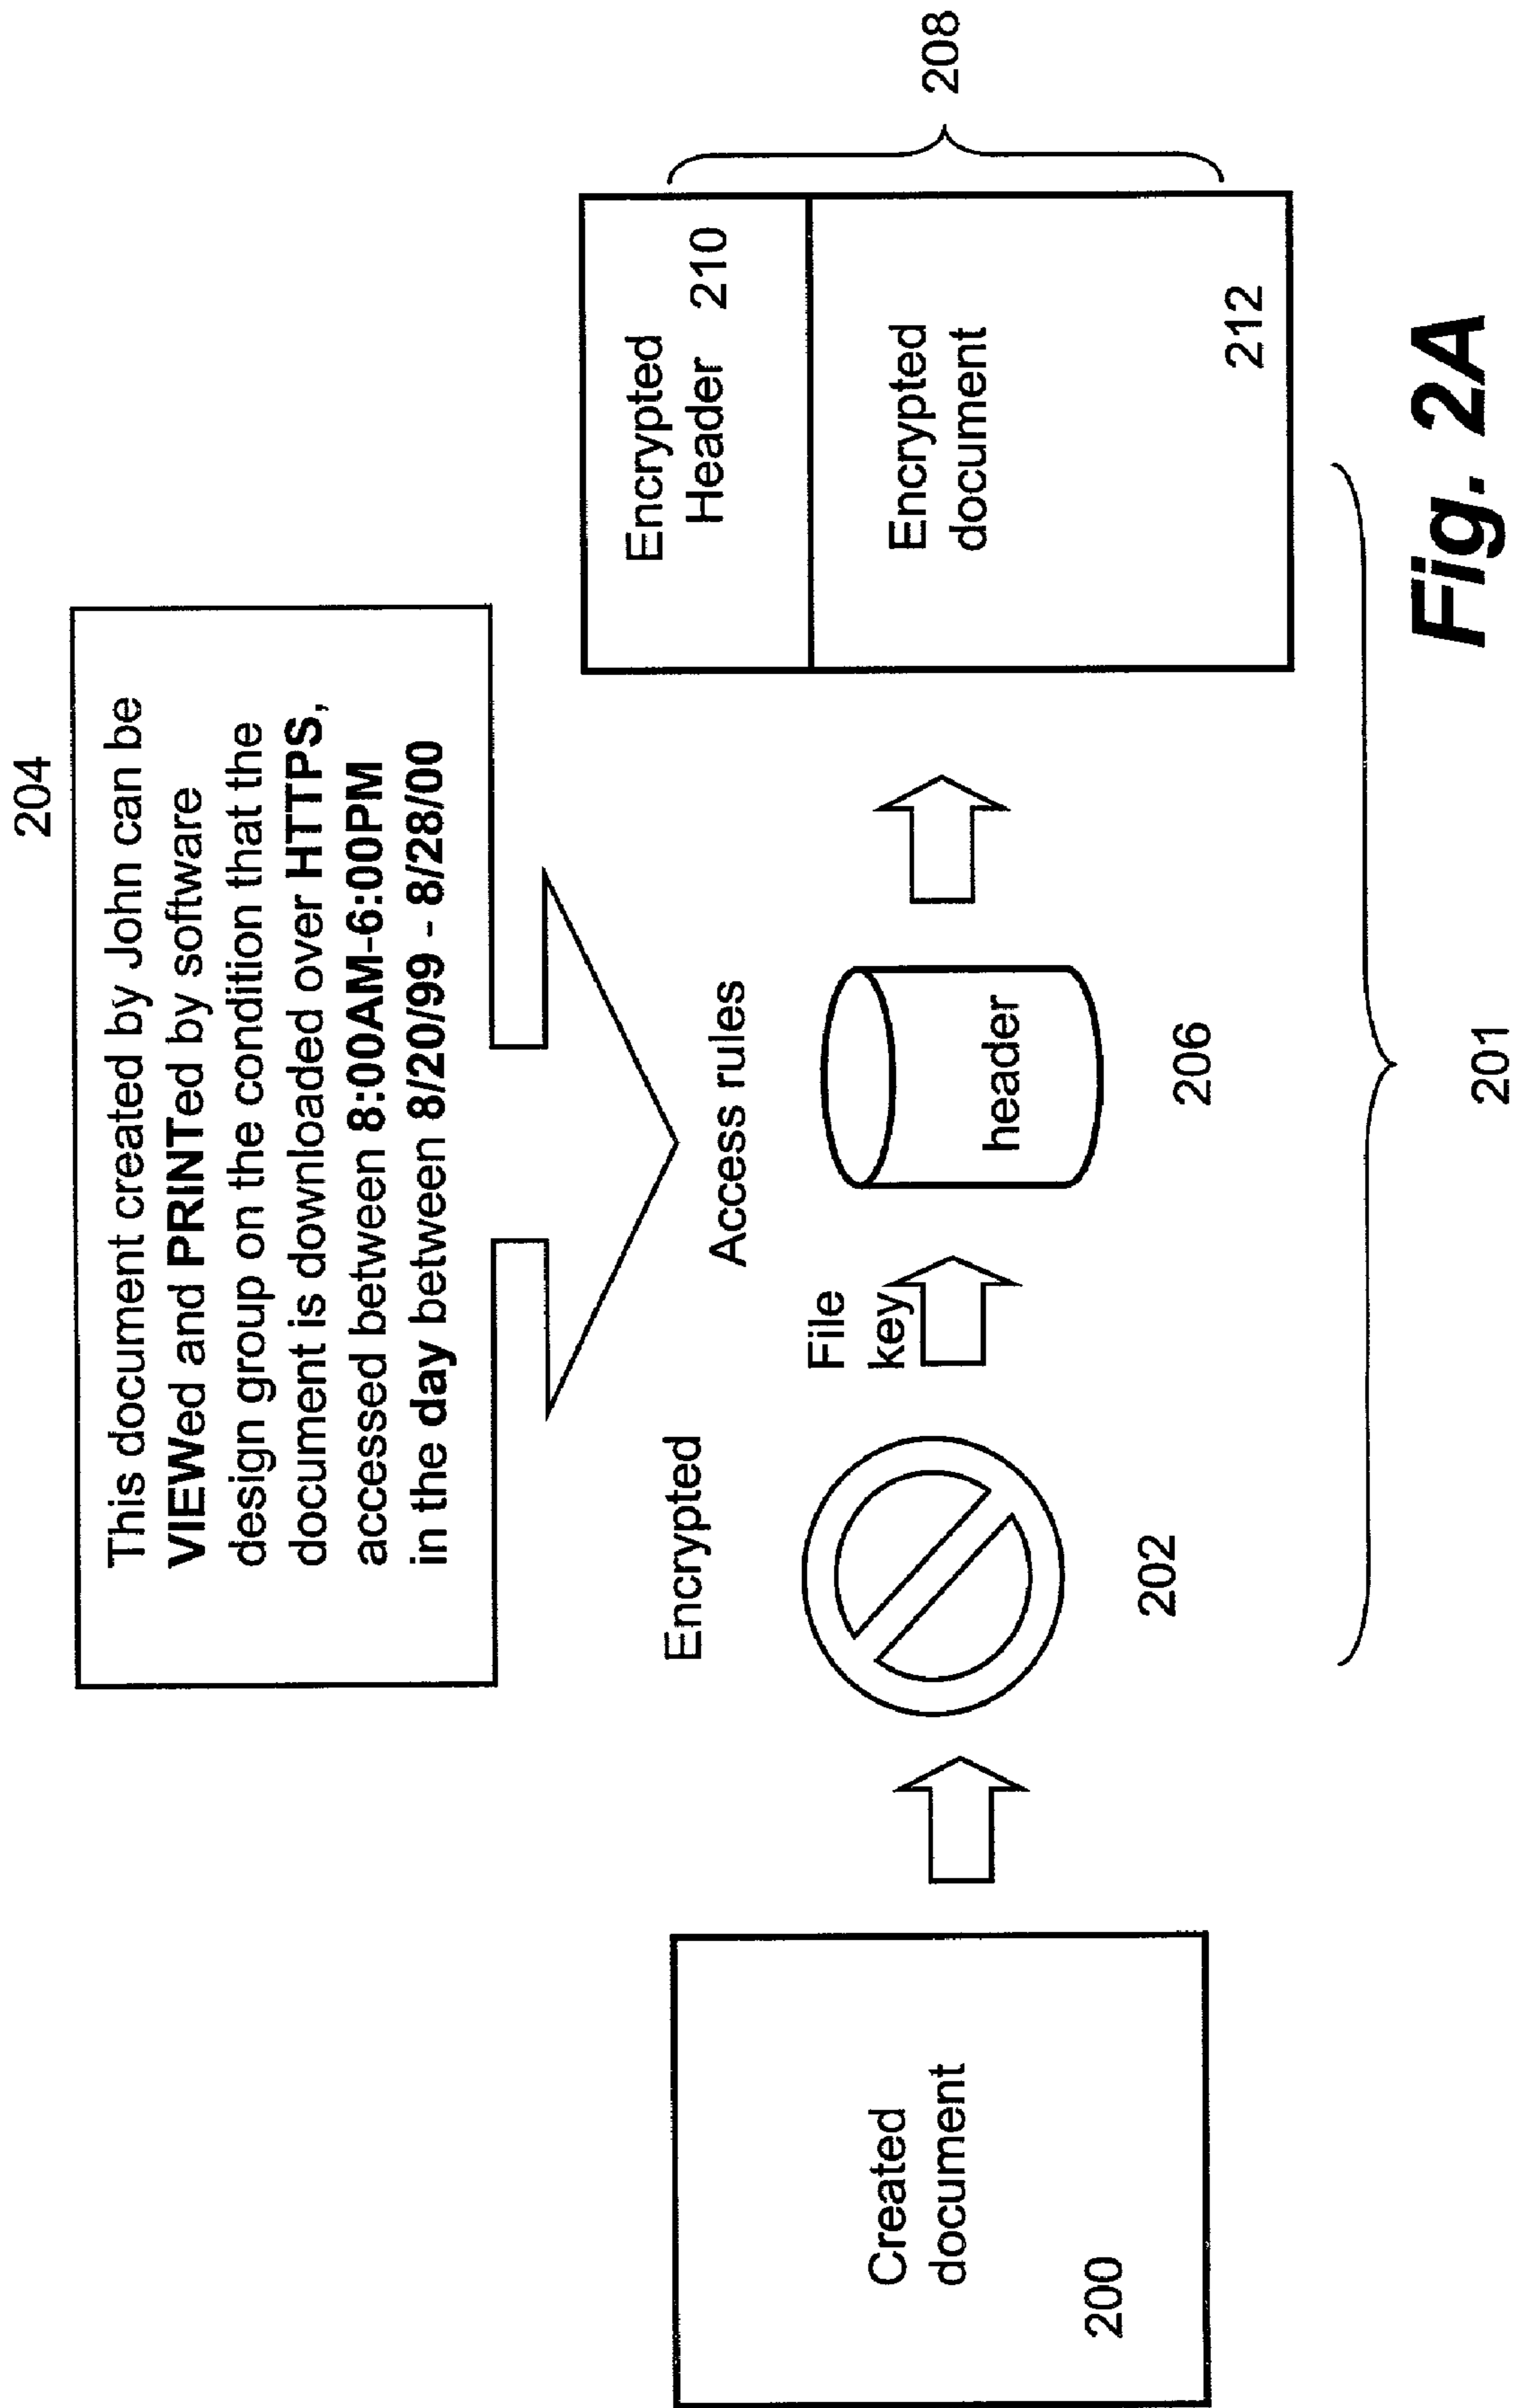 204
This document created by John can be
VIEWed and PRINTed by software
design group on the condition that the
document is downloaded over HTTPS,
accessed between 8:00AM-6:00PM
in the day between 8/20/99 - 8/28/00
Encrypted
Access rules
File
key
header
Created
document
200
202
206
Encrypted
Header 210
Encrypted
document
212
208
201
Fig. 2A